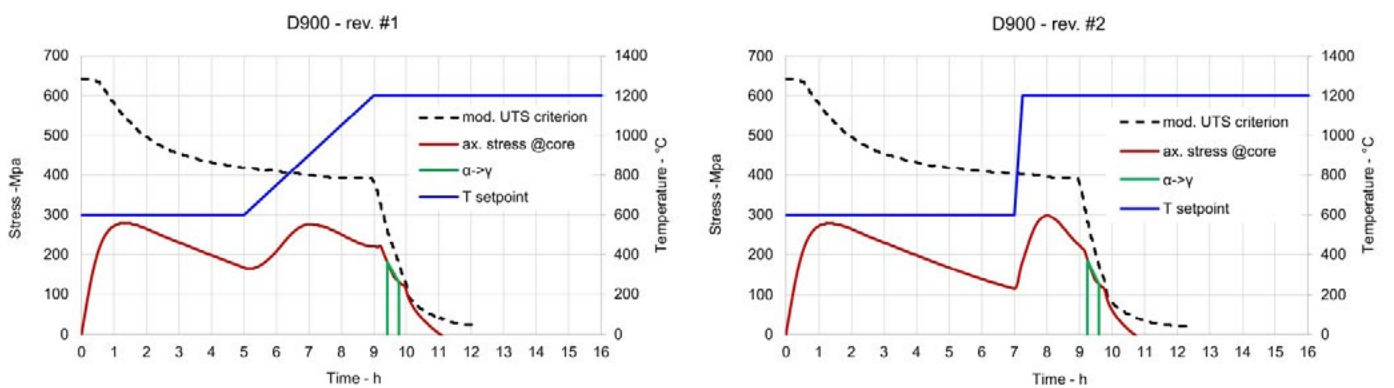 D900 - rev. #1
700
600
500
400
300
200
100
0
Stress -Mpa
1400
1200
1000
800
600
400
200
0
Temperature - °C
mod. UTS criterion
ax. stress @core
α->γ
T setpoint
0 1 2 3 4 5 6 7 8 9 10 11 12 13 14 15 16
Time - h
D900 - rev. #2
700
600
500
400
300
200
100
0
Stress -Mpa
1400
1200
1000
800
600
400
200
0
Temperature - °C
mod. UTS criterion
ax. stress @core
α->γ
T setpoint
0 1 2 3 4 5 6 7 8 9 10 11 12 13 14 15 16
Time - h